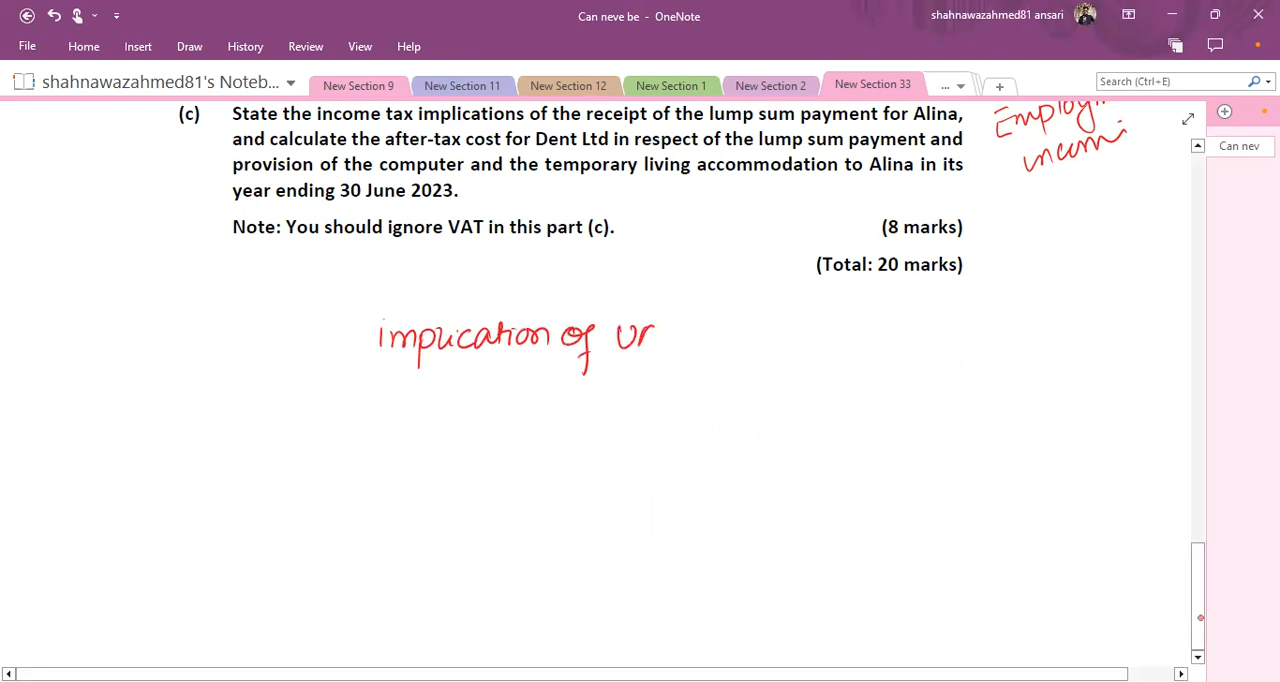 Can neve be - OneNote
shahnawazahmed81 ansari
File Home Insert Draw History Review View Help
shahnawazahmed81's Noteb... New Section 9 New Section 11 New Section 12 New Section 1 New Section 2 New Section 33 ... + Search (Ctrl+E)
(c) State the income tax implications of the receipt of the lump sum payment for Alina,
and calculate the after-tax cost for Dent Ltd in respect of the lump sum payment and
provision of the computer and the temporary living accommodation to Alina in its
year ending 30 June 2023.
Note: You should ignore VAT in this part (c). (8 marks)
(Total: 20 marks)
Can nev
implication of